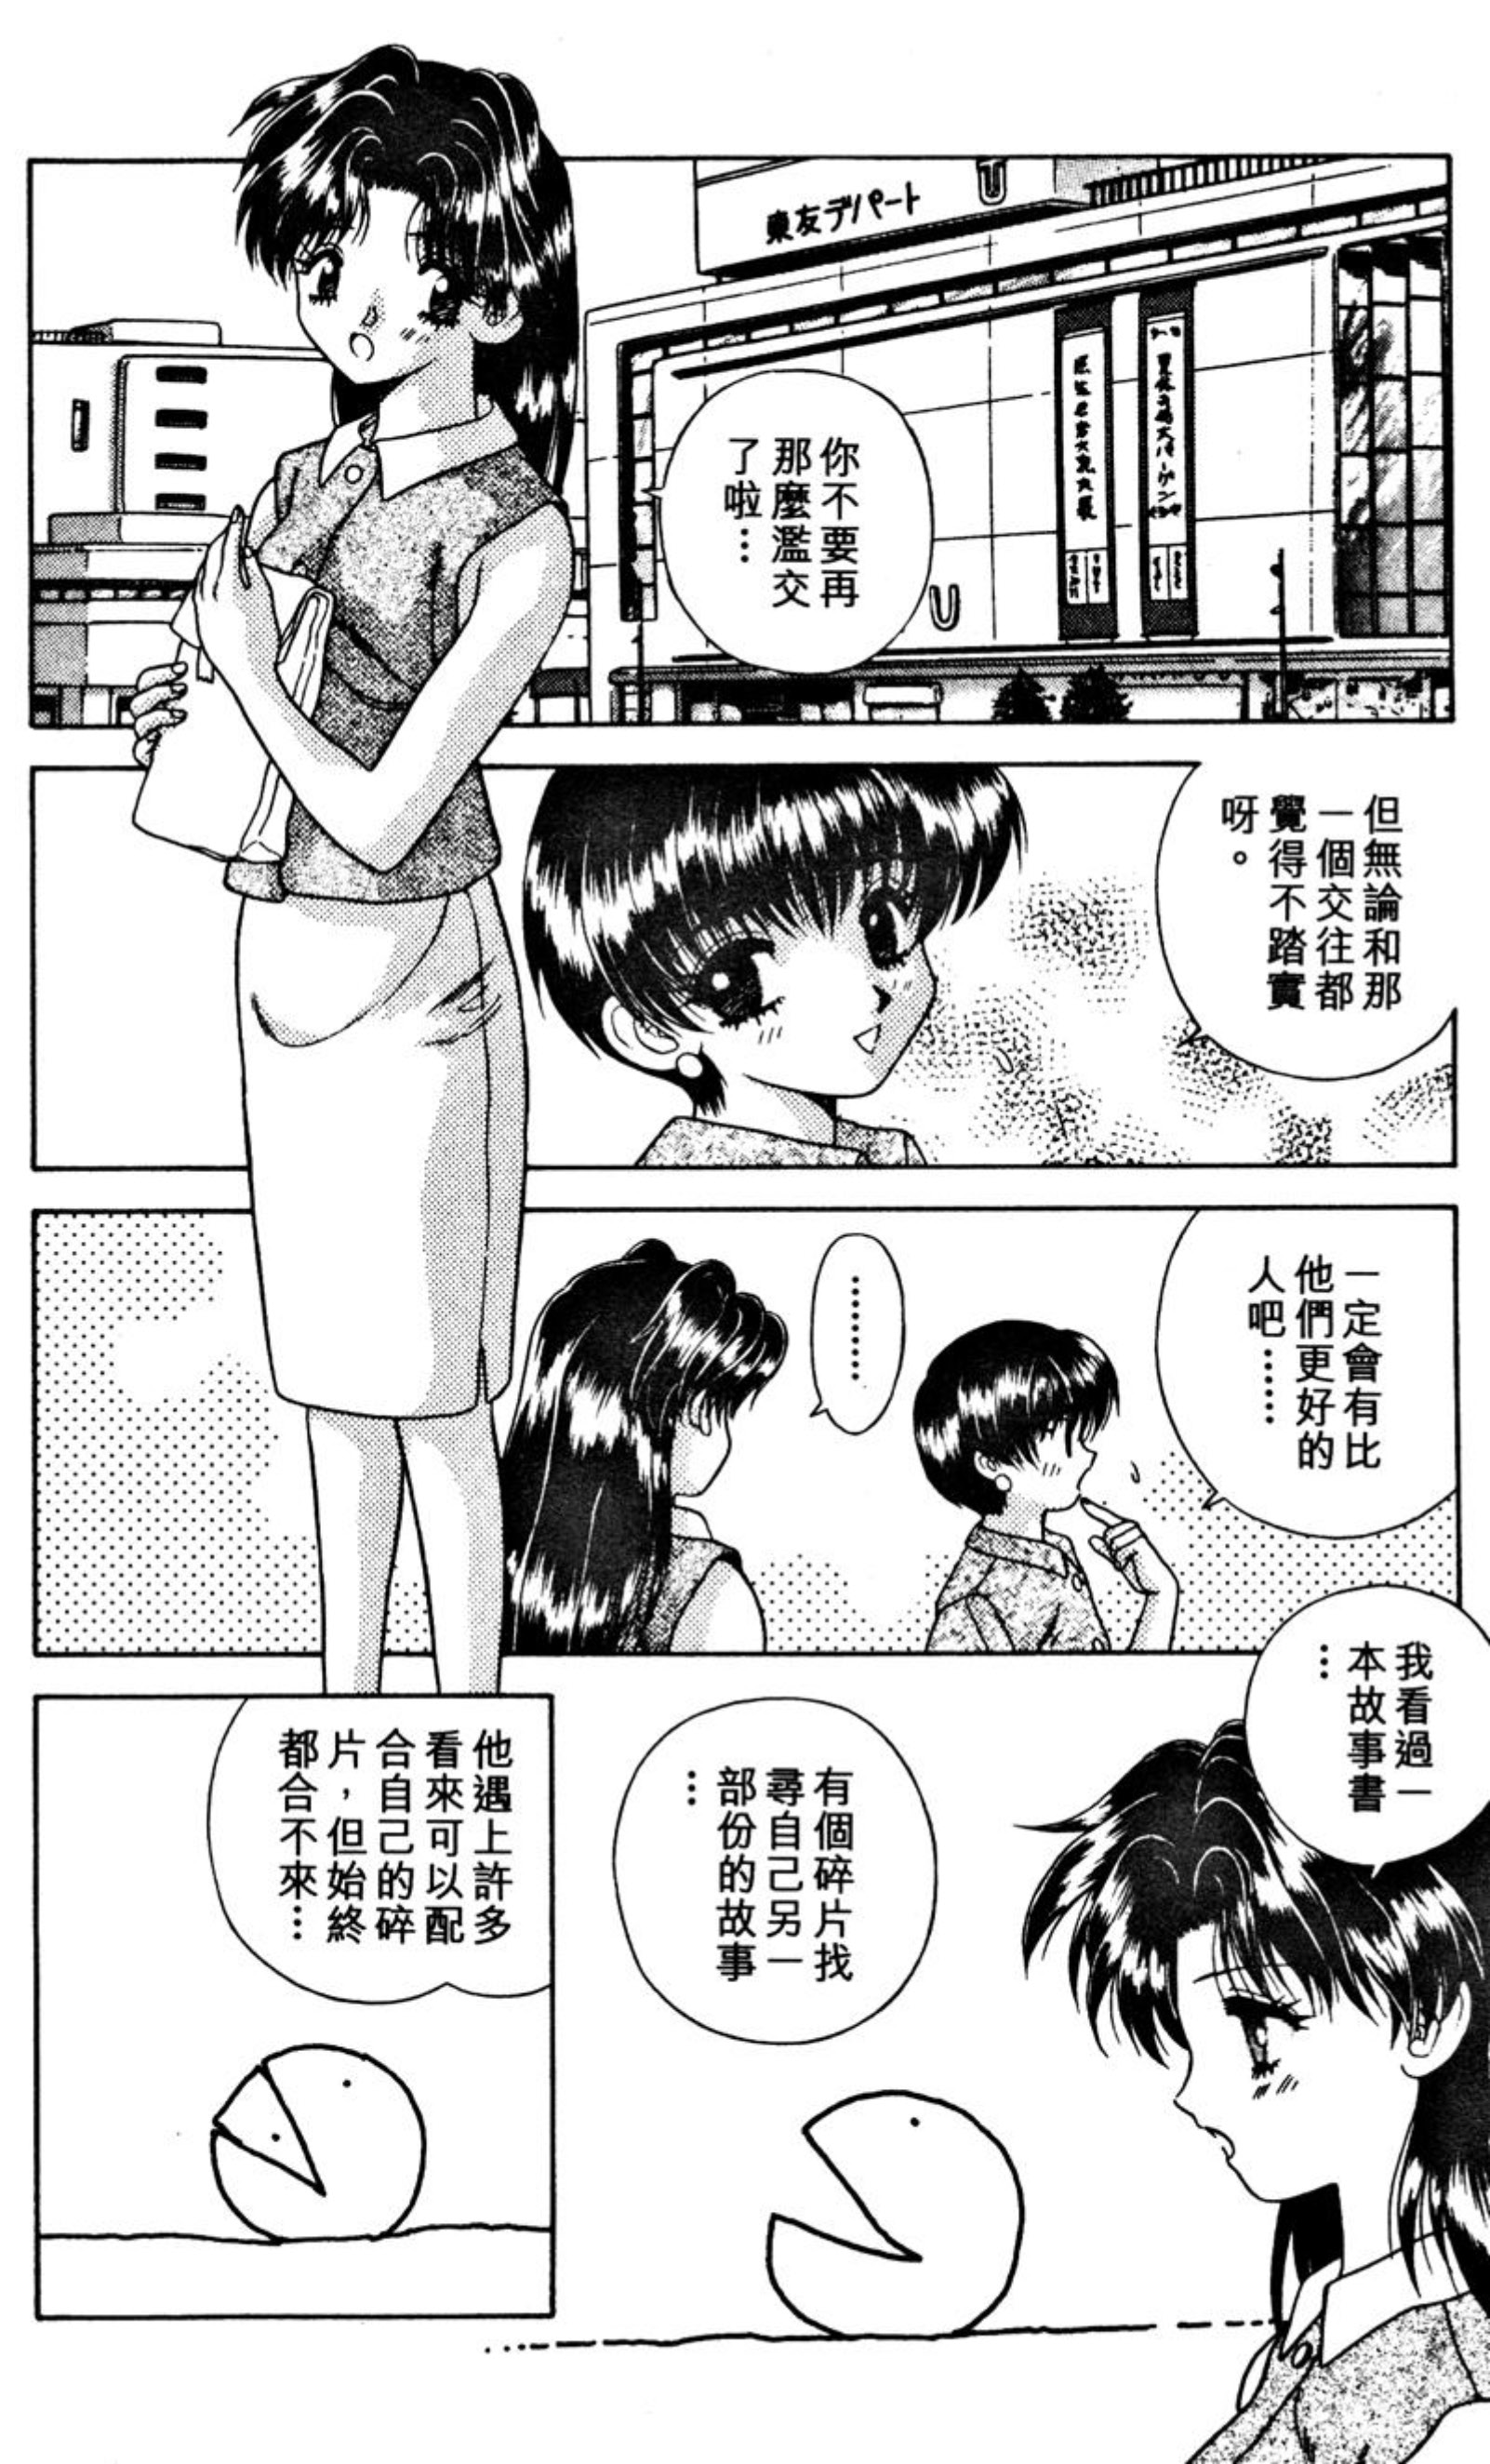 東友デパート
你不要再
那麼濫交
了啦…
但無論和那
一個交往都
覺得不踏實
呀。
一定會有比
他們更好的
人吧……
………
我看過一
本故事書
…
有個碎片找
尋自己另一
部份的故事
…
他遇上許多
看來可以配
合自己的碎
片，但始終
都合不來…